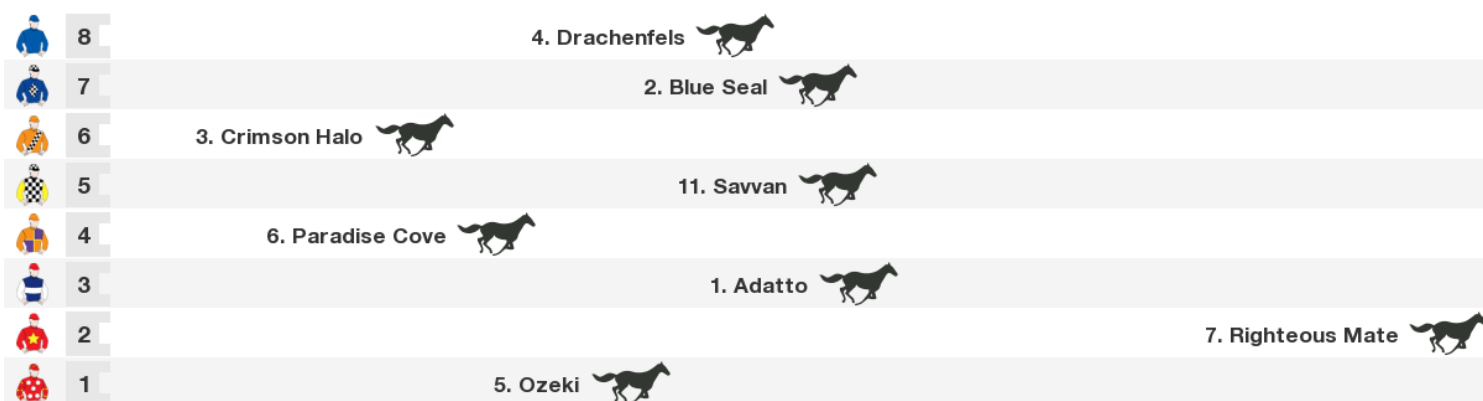 8 4. Drachenfels
7 2. Blue Seal
6 3. Crimson Halo
5 11. Savvan
4 6. Paradise Cove
3 1. Adatto
2 7. Righteous Mate
1 5. Ozeki